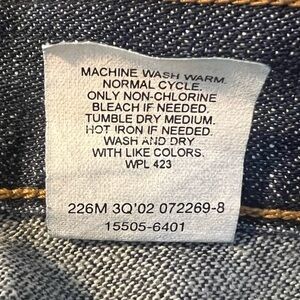 MACHINE WASH WARM.
NORMAL CYCLE.
ONLY NON-CHLORINE
BLEACH IF NEEDED.
TUMBLE DRY MEDIUM.
HOT IRON IF NEEDED.
WASH AND DRY
WITH LIKE COLORS.
WPL 423
226M 3Q'02 072269-8
15505-6401